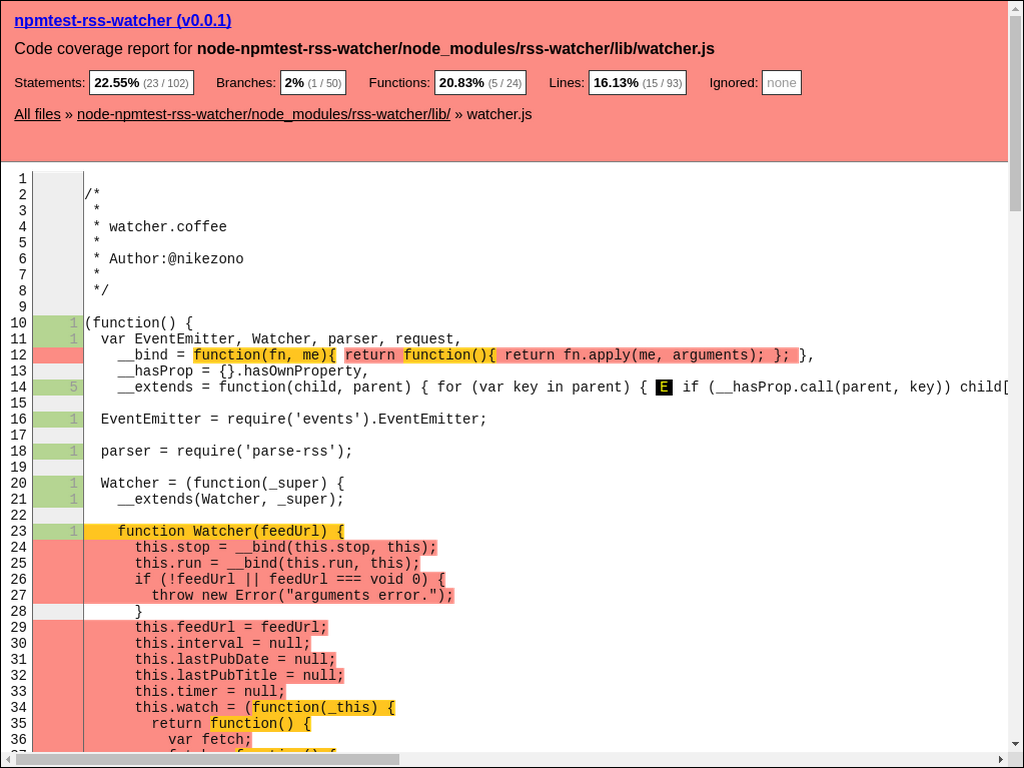 npmtest-rss-watcher (v0.0.1)
Code coverage report for node-npmtest-rss-watcher/node_modules/rss-watcher/lib/watcher.js
Statements: 22.55% (23 / 102) Branches: 2% (1 / 50) Functions: 20.83% (5 / 24) Lines: 16.13% (15 / 93) Ignored: none
All files » node-npmtest-rss-watcher/node_modules/rss-watcher/lib/ » watcher.js
1
2 /*
3  *
4  * watcher.coffee
5  *
6  * Author:@nikezono
7  *
8  */
9
10 1 (function() {
11 1   var EventEmitter, Watcher, parser, request,
12     __bind = function(fn, me){ return function(){ return fn.apply(me, arguments); }; },
13     __hasProp = {}.hasOwnProperty,
14 5     __extends = function(child, parent) { for (var key in parent) { E if (__hasProp.call(parent, key)) child[
15
16 1   EventEmitter = require('events').EventEmitter;
17
18 1   parser = require('parse-rss');
19
20 1   Watcher = (function(_super) {
21 1     __extends(Watcher, _super);
22
23 1     function Watcher(feedUrl) {
24       this.stop = __bind(this.stop, this);
25       this.run = __bind(this.run, this);
26       if (!feedUrl || feedUrl === void 0) {
27         throw new Error("arguments error.");
28       }
29       this.feedUrl = feedUrl;
30       this.interval = null;
31       this.lastPubDate = null;
32       this.lastPubTitle = null;
33       this.timer = null;
34       this.watch = (function(_this) {
35         return function() {
36           var fetch;